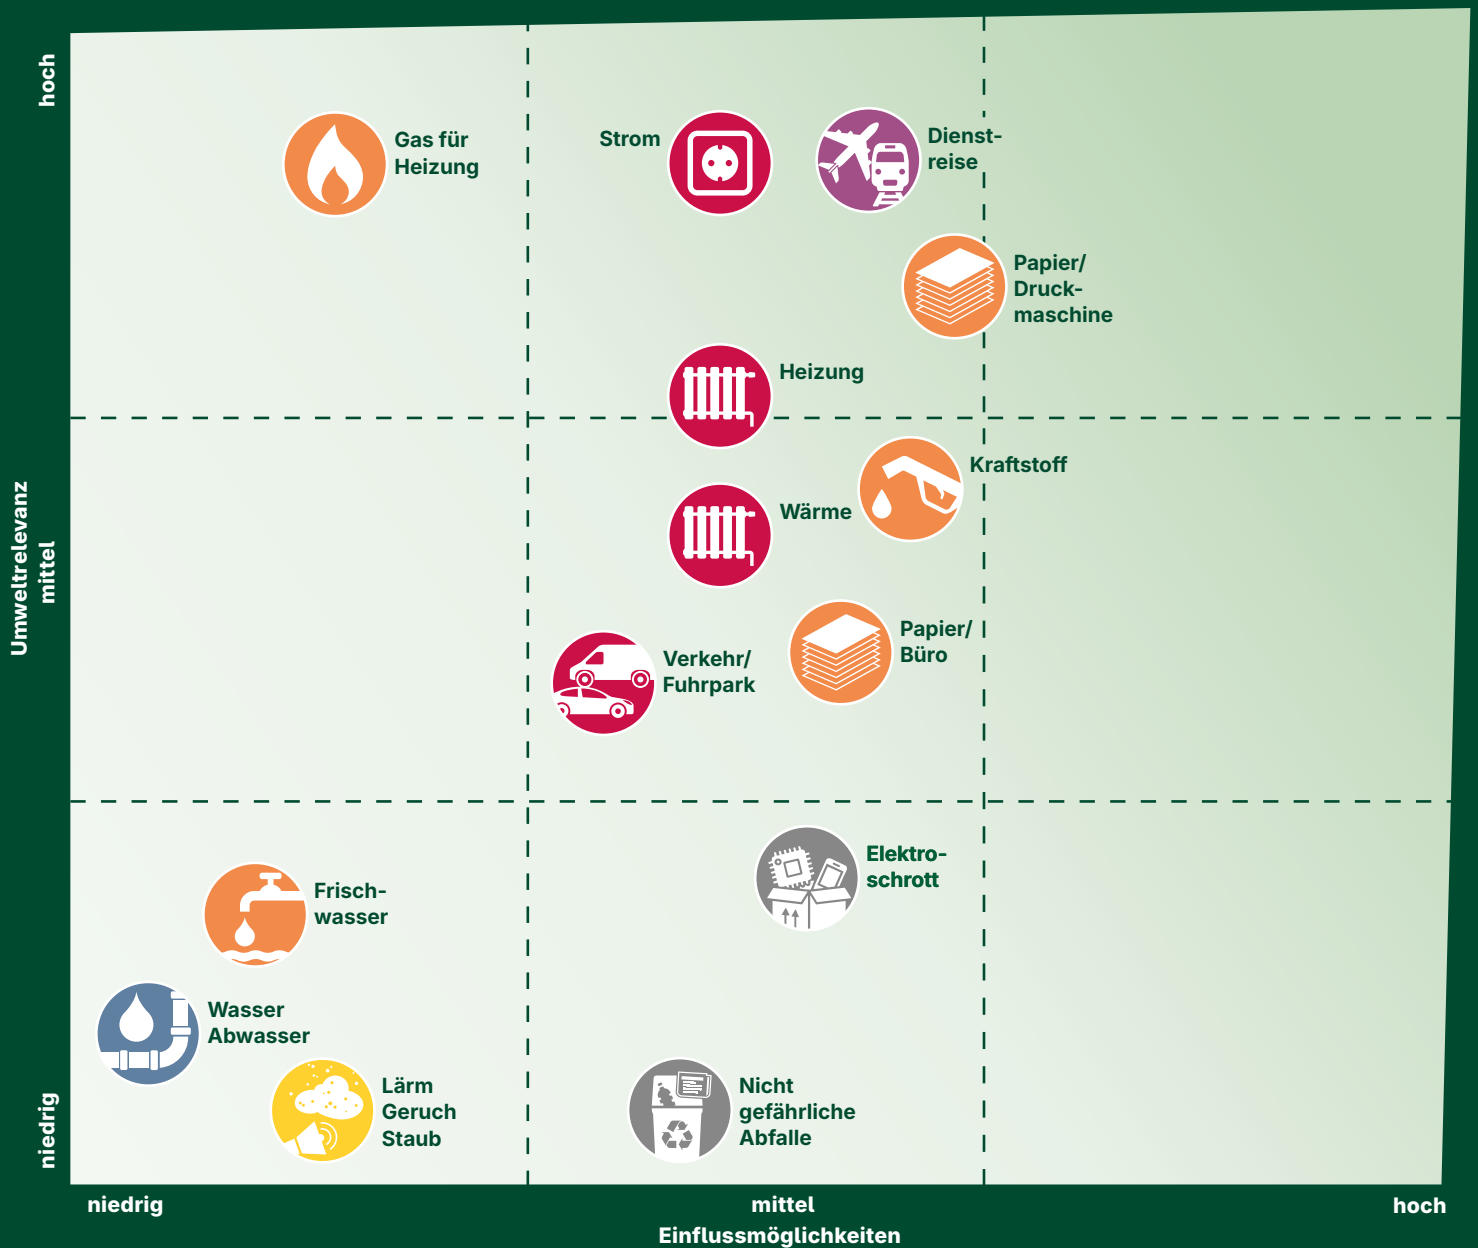 hoch
Gas für
Heizung
Strom
Dienst-
reise
Papier/
Druck-
maschine
Heizung
Kraftstoff
Wärme
Umweltrelevanz
mittel
Papier/
Büro
Verkehr/
Fuhrpark
Elektro-
schrott
Frisch-
wasser
Wasser
Abwasser
Lärm
Geruch
Staub
Nicht
gefährliche
Abfalle
niedrig
niedrig
mittel
hoch
Einflussmöglichkeiten